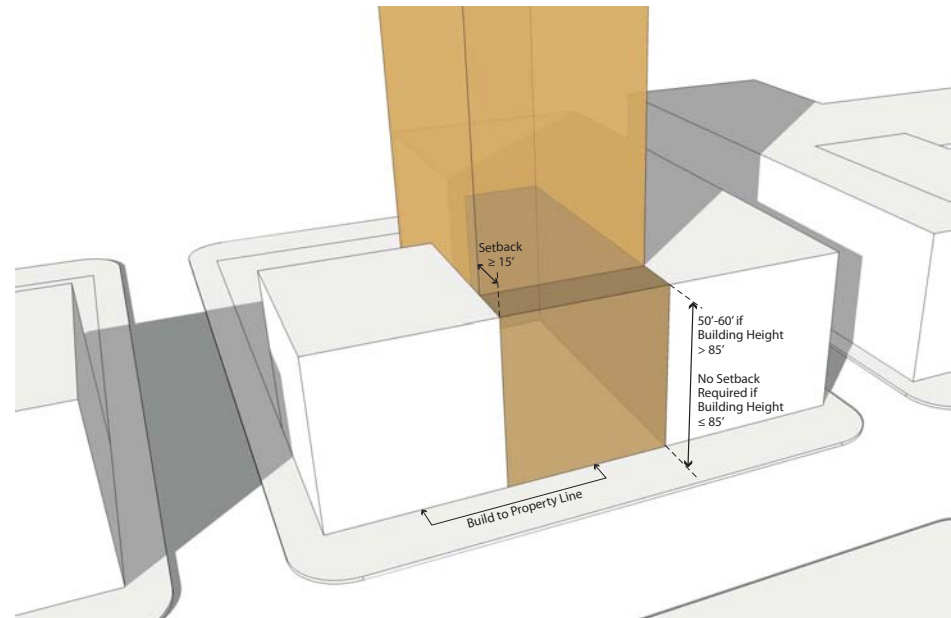 Setback
≥ 15’
50’-60’ if
Building Height
> 85’
No Setback
Required if
Building Height
≤ 85’
Build to Property Line